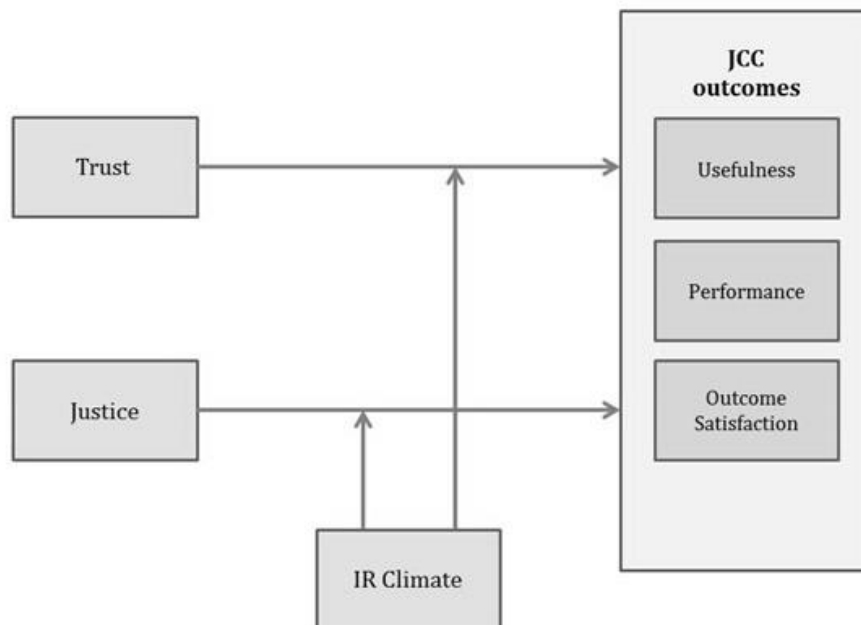 JCC
outcomes
Trust
Usefulness
Performance
Justice
Outcome
Satisfaction
IR Climate